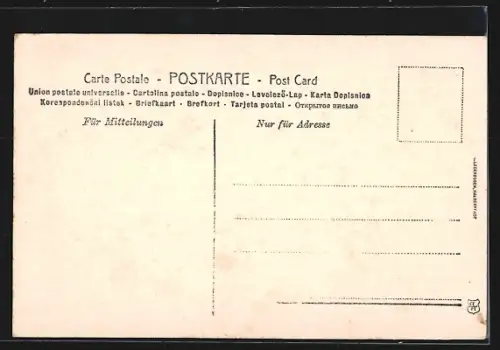 Carte Postale - POSTKARTE - Post Card
Union postale universelle - Cartolina postale - Dopisnice - Levelező-Lap - Karta Dopisnica
Korespondenční lístek - Briefkaart - Brefkort - Tarjeta postal - Открытое письмо
Für Mitteilungen
Nur für Adresse